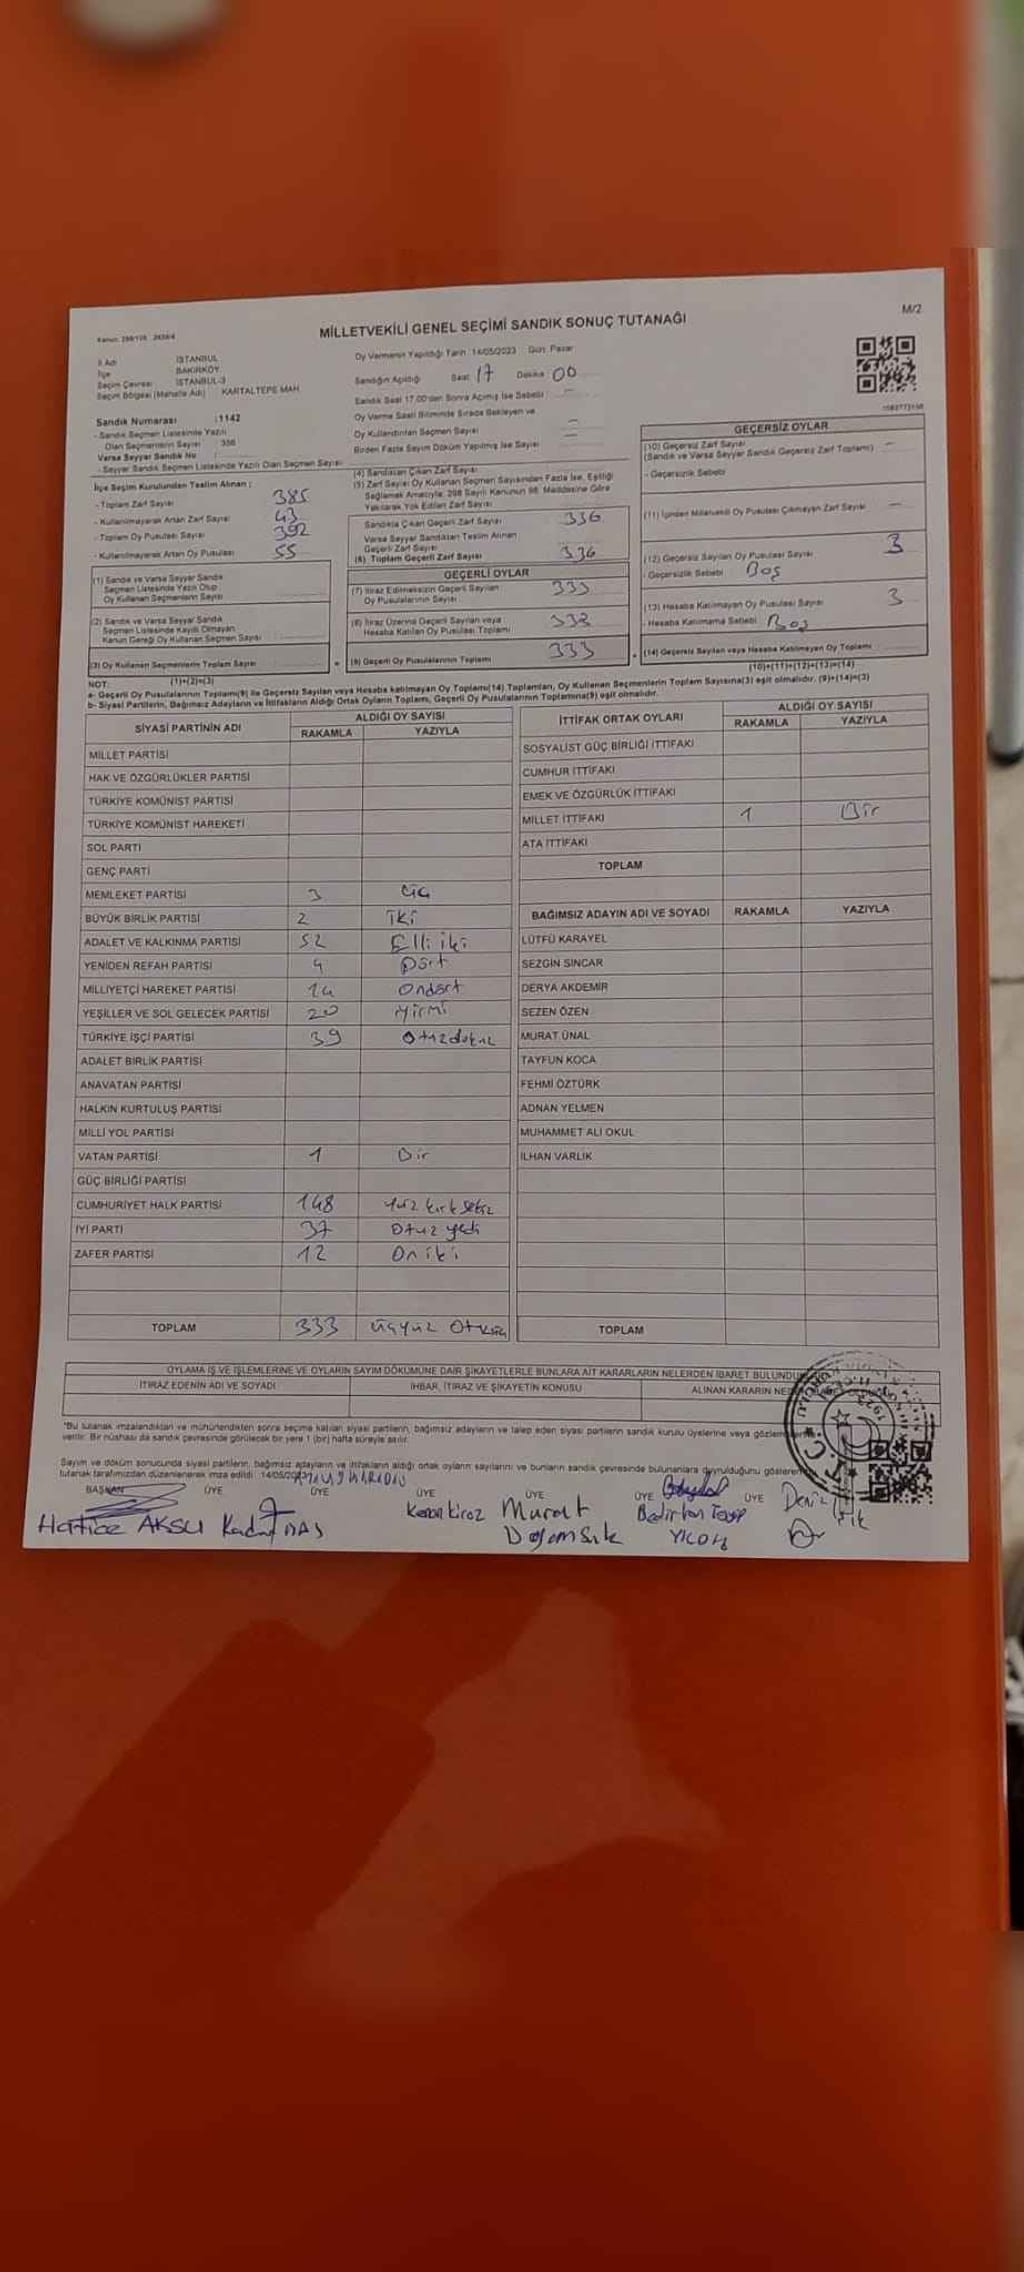 M/2
MİLLETVEKİLİ GENEL SEÇİMİ SANDIK SONUÇ TUTANAĞI
İl Adı İSTANBUL
İlçe BAKIRKÖY
Seçim Çevresi İSTANBUL-3
Seçim Bölgesi (Mahalle Adı) KARTALTEPE MAH.
Oy Vermenin Yapıldığı Tarih : 14/05/2023 Gün: Pazar
Sandığın Açıldığı Saat 17 Dakika 00
Sandık Saat 17.00'den Sonra Açımış İse Sebebi :
Oy Verme Saati Bitiminde Sırada Bekleyen ve
Oy Kullandırılan Seçmen Sayısı
Birden Fazla Sayım Döküm Yapılmış İse Sayısı
Sandık Numarası :1142
- Sandık Seçmen Listesinde Yazılı
Olan Seçmenlerin Sayısı
Varsa Seyyar Sandık No
- Seyyar Sandık Seçmen Listesinde Yazılı Olan Seçmen Sayısı
İlçe Seçim Kurulundan Teslim Alınan :
- Toplam Zarf Sayısı 385
- Kullanılmayarak Artan Zarf Sayısı 43
- Toplam Oy Pusulası Sayısı 392
- Kullanılmayarak Artan Oy Pusulası 55
(1) Sandık ve Varsa Seyyar Sandık
Seçmen Listesinde Yazılı Olup
Oy Kullanan Seçmenlerin Sayısı
(2) Sandık ve Varsa Seyyar Sandık
Seçmen Listesinde Kayıtlı Olmayan
Kanun Gereği Oy Kullanan Seçmen Sayısı
(3) Oy Kullanan Seçmenlerin Toplam Sayısı
(1)+(2)=(3)
(4) Sandıktan Çıkan Zarf Sayısı
(5) Zarf Sayısı Oy Kullanan Seçmen Sayısından Fazla İse, Eşitliği
Sağlamak Amacıyla, 298 Sayılı Kanunun 98. Maddesine Göre
Yakılarak Yok Edilen Zarf Sayısı
Sandıkta Çıkan Geçerli Zarf Sayısı 336
Varsa Seyyar Sandıktan Teslim Alınan
Geçerli Zarf Sayısı
(6) Toplam Geçerli Zarf Sayısı 336
GEÇERLİ OYLAR
(7) İtiraz Edilmeksizin Geçerli Sayılan
Oy Pusulalarının Sayısı 333
(8) İtiraz Üzerine Geçerli Sayılan veya
Hesaba Katılan Oy Pusulası Toplamı 333
(9) Geçerli Oy Pusulalarının Toplamı 333
GEÇERSİZ OYLAR
(10) Geçersiz Zarf Sayısı
(Sandık ve Varsa Seyyar Sandık Geçersiz Zarf Toplamı)
- Geçersizlik Sebebi
(11) İçinden Milletvekili Oy Pusulası Çıkmayan Zarf Sayısı
(12) Geçersiz Sayılan Oy Pusulası Sayısı 3
- Geçersizlik Sebebi Boş
(13) Hesaba Katılmayan Oy Pusulası Sayısı 3
- Hesaba Katılmama Sebebi Boş
(14) Geçersiz Sayılan veya Hesaba Katılmayan Oy Toplamı
(10)+(11)+(12)+(13)=(14)
NOT:
a- Geçerli Oy Pusulalarının Toplamı(9) ile Geçersiz Sayılan veya Hesaba katılmayan Oy Toplamı(14) Toplamları, Oy Kullanan Seçmenlerin Toplam Sayısına(3) eşit olmalıdır. (9)+(14)=(3)
b- Siyasi Partilerin, Bağımsız Adayların ve İttifakların Aldığı Ortak Oyların Toplamı, Geçerli Oy Pusulalarının Toplamına(9) eşit olmalıdır.
SİYASİ PARTİNİN ADI ALDIĞI OY SAYISI
RAKAMLA YAZIYLA
MİLLET PARTİSİ
HAK VE ÖZGÜRLÜKLER PARTİSİ
TÜRKİYE KOMÜNİST PARTİSİ
TÜRKİYE KOMÜNİST HAREKETİ
SOL PARTİ
GENÇ PARTİ
MEMLEKET PARTİSİ 3 üç
BÜYÜK BİRLİK PARTİSİ 2 iki
ADALET VE KALKINMA PARTİSİ 52 Elli iki
YENİDEN REFAH PARTİSİ 4 Dört
MİLLİYETÇİ HAREKET PARTİSİ 14 Ondört
YEŞİLLER VE SOL GELECEK PARTİSİ 20 Yirmi
TÜRKİYE İŞÇİ PARTİSİ 39 Otuzdokuz
ADALET BİRLİK PARTİSİ
ANAVATAN PARTİSİ
HALKIN KURTULUŞ PARTİSİ
MİLLİ YOL PARTİSİ
VATAN PARTİSİ 1 Bir
GÜÇ BİRLİĞİ PARTİSİ
CUMHURİYET HALK PARTİSİ 148 Yüz kırk sekiz
İYİ PARTİ 37 Otuz yedi
ZAFER PARTİSİ 12 On iki
TOPLAM 333 üçyüz Otuzüç
İTTİFAK ORTAK OYLARI ALDIĞI OY SAYISI
RAKAMLA YAZIYLA
SOSYALİST GÜÇ BİRLİĞİ İTTİFAKI
CUMHUR İTTİFAKI
EMEK VE ÖZGÜRLÜK İTTİFAKI
MİLLET İTTİFAKI 1 Bir
ATA İTTİFAKI
TOPLAM
BAĞIMSIZ ADAYIN ADI VE SOYADI RAKAMLA YAZIYLA
LÜTFÜ KARAYEL
SEZGİN SİNCAR
DERYA AKDEMİR
SEZEN ÖZEN
MURAT ÜNAL
TAYFUN KOCA
FEHMİ ÖZTÜRK
ADNAN YELMEN
MUHAMMET ALİ OKUL
İLHAN VARLIK
TOPLAM
OYLAMA İŞ VE İŞLEMLERİNE VE OYLARIN SAYIM DÖKÜMÜNE DAİR ŞİKAYETLERLE BUNLARA AİT KARARLARIN NELERDEN İBARET BULUNDU
İTİRAZ EDENİN ADI VE SOYADI İHBAR, İTİRAZ VE ŞİKAYETİN KONUSU ALINAN KARARIN NE
*Bu tutanak imzalandıktan ve mühürlendikten sonra seçime katılan siyasi partilerin, bağımsız adayların ve talep eden siyasi partilerin sandık kurulu üyelerine veya gözlemcilerine
verilir. Bir nüshası da sandık çevresinde görülecek bir yere 1 (bir) hafta süreyle asılır.
Sayım ve döküm sonucunda siyasi partilerin, bağımsız adayların ve ittifakların aldığı ortak oyların sayılarını ve bunların sandık çevresinde bulunanlara duyrulduğunu gösteren
tutanak tarafımızdan düzenlenerek imza edildi. 14/05/2023
BAŞKAN ÜYE ÜYE ÜYE ÜYE ÜYE ÜYE
Hatice AKSU Kadir DAŞ Kenan Kiraz Murat Deniz
T.C.